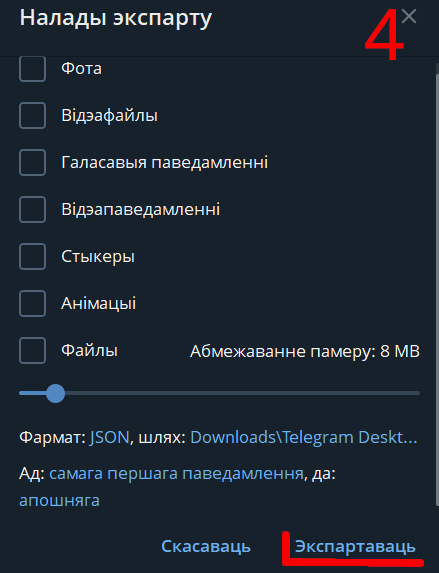 Налады экспарту
4
Фота
Відэафайлы
Галасавыя паведамленні
Відэапаведамленні
Стыкеры
Анімацыі
Файлы Абмежаванне памеру: 8 MB
Фармат: JSON, шлях: Downloads\Telegram Deskt...
Ад: самага першага паведамлення, да:
апошняга
Скасаваць Экспартаваць